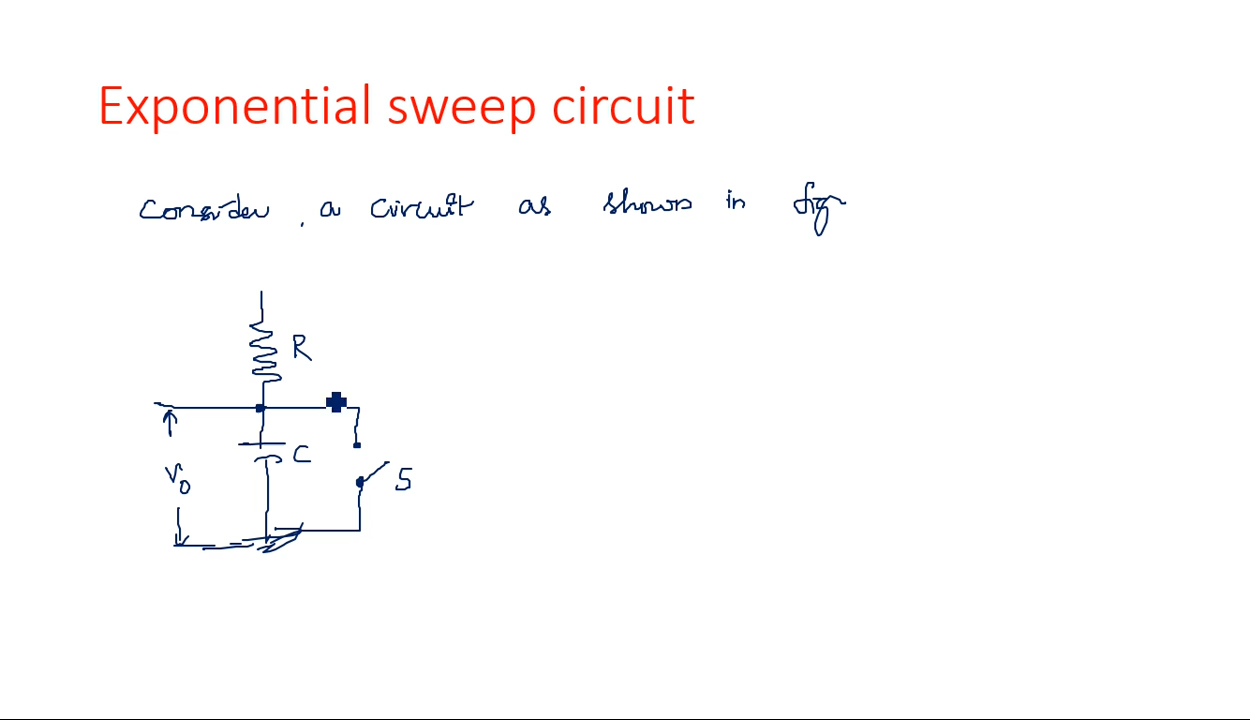 Exponential sweep circuit
Consider, a circuit as shown in fig
R
C
V0
S